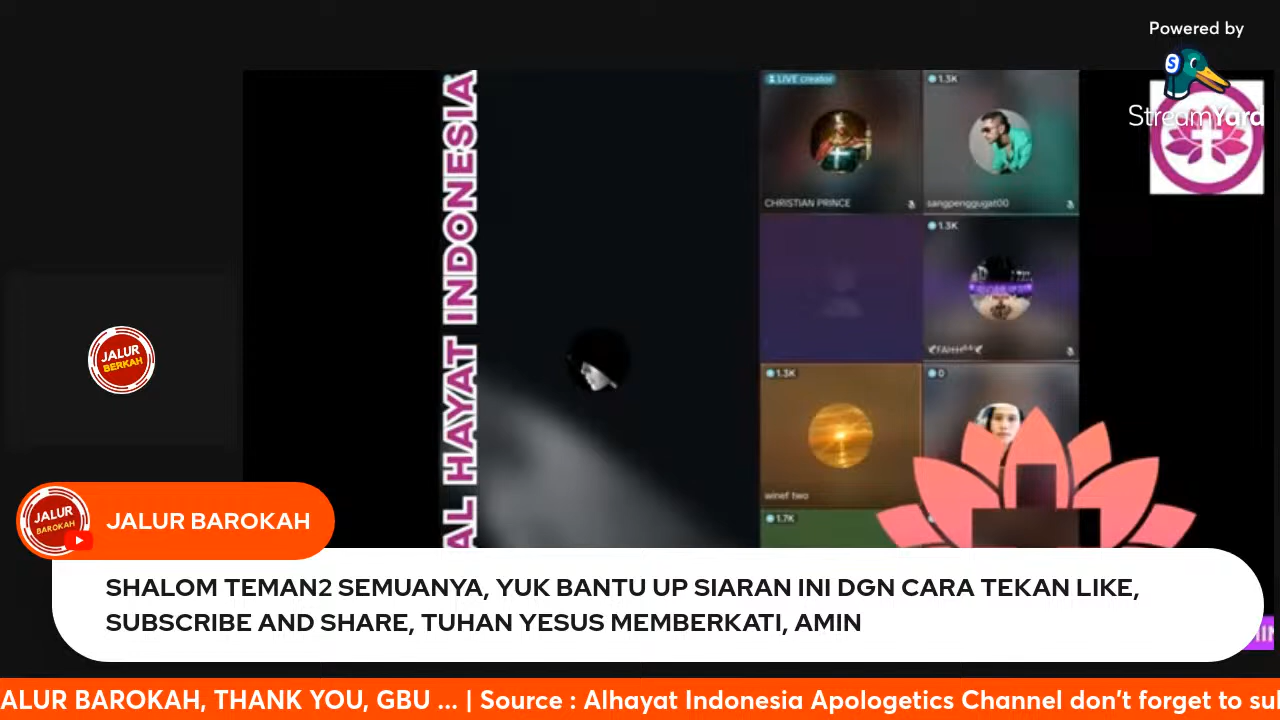 Powered by
StreamYard
AL HAYAT INDONESIA
LIVE creator
1.3K
CHRISTIAN PRINCE
sangpenggugat00
1.3K
1.3K
0
winef two
1.7K
JALUR
BERKAH
JALUR
BAROKAH
JALUR BAROKAH
SHALOM TEMAN2 SEMUANYA, YUK BANTU UP SIARAN INI DGN CARA TEKAN LIKE,
SUBSCRIBE AND SHARE, TUHAN YESUS MEMBERKATI, AMIN
ALUR BAROKAH, THANK YOU, GBU ... | Source : Alhayat Indonesia Apologetics Channel don't forget to su